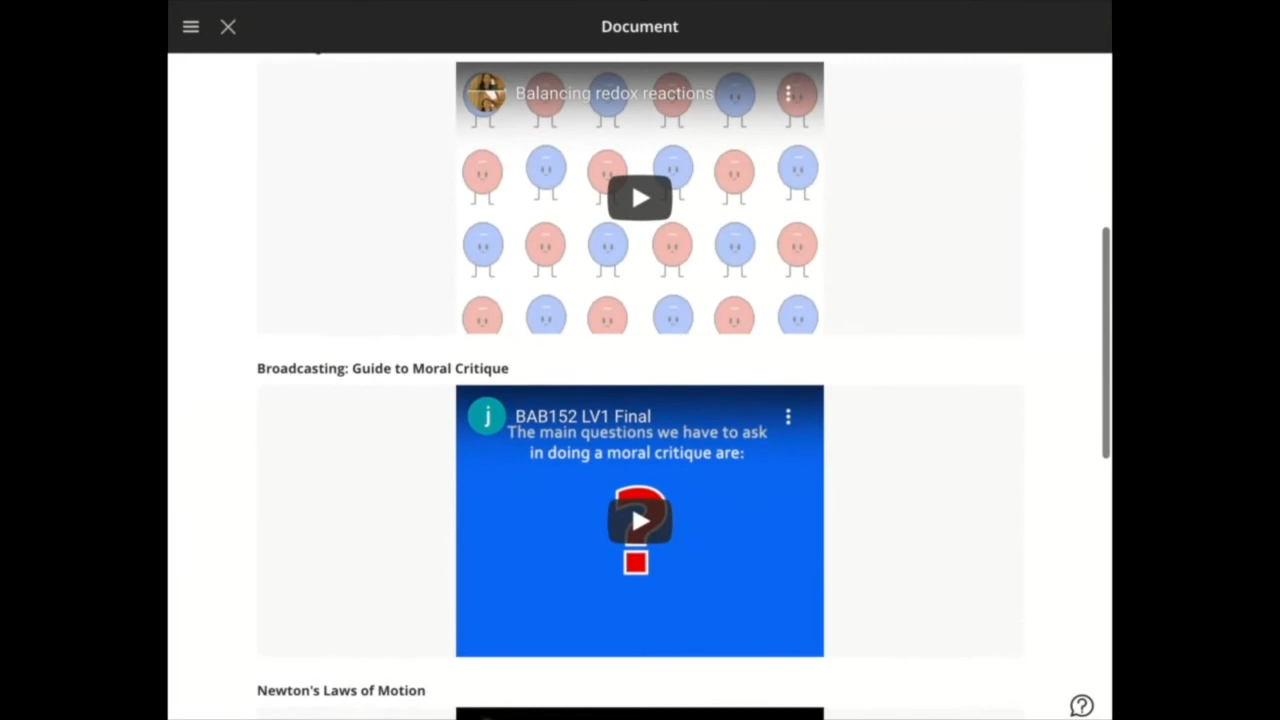 Document
Balancing redox reactions
Broadcasting: Guide to Moral Critique
j
BAB152 LV1 Final
The main questions we have to ask
in doing a moral critique are:
?
Newton's Laws of Motion